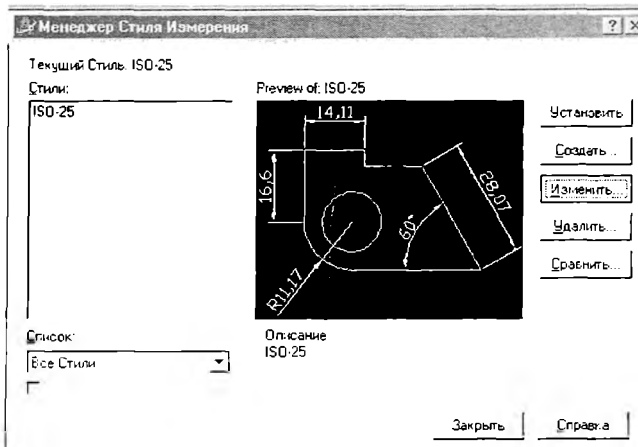 Менеджер Стиля Измерения
Текущий Стиль: ISO-25
Стили:
ISO-25
Preview of: ISO-25
14,11
16,6
28,07
60°
R11,17
Установить
Создать...
Изменить...
Удалить...
Сравнить...
Список:
Все Стили
Описание
ISO-25
Закрыть
Справка